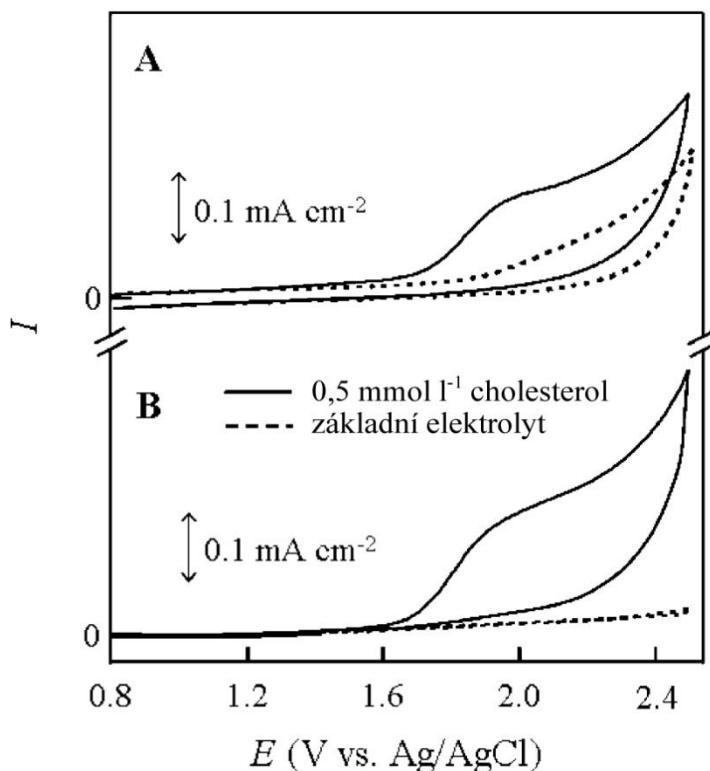 A
0.1 mA cm⁻²
0
I
B
0,5 mmol l⁻¹ cholesterol
základní elektrolyt
0.1 mA cm⁻²
0
0.8 1.2 1.6 2.0 2.4
E (V vs. Ag/AgCl)